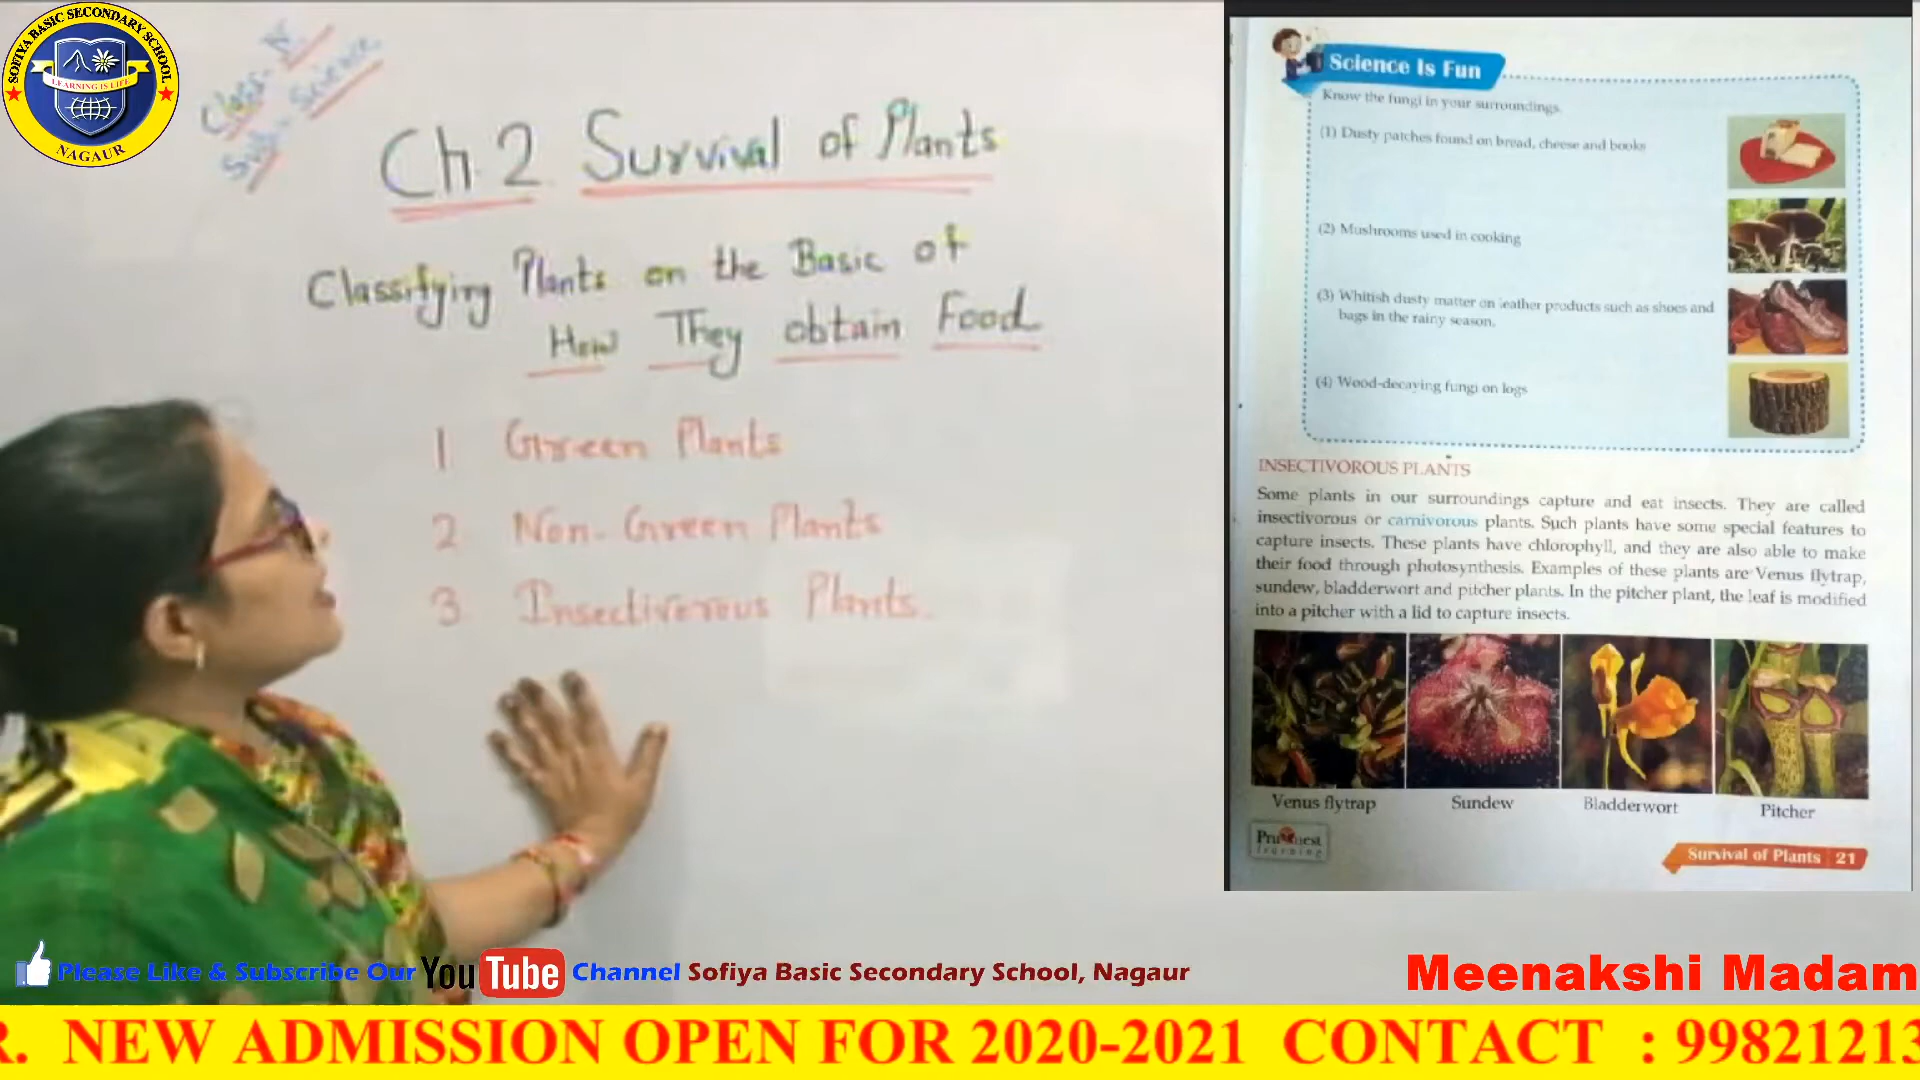 SOFIYA BASIC SECONDARY SCHOOL
LEARNING IS LIFE
NAGAUR
Class - V
Sub - Science
Ch. 2 Survival of Plants
Classifying Plants on the Basic of
How They obtain Food
1 Green Plants
2 Non-Green Plants
3 Insectivorous Plants.
Science Is Fun
Know the fungi in your surroundings.
(1) Dusty patches found on bread, cheese and books
(2) Mushrooms used in cooking
(3) Whitish dusty matter on leather products such as shoes and
bags in the rainy season.
(4) Wood-decaying fungi on logs
INSECTIVOROUS PLANTS
Some plants in our surroundings capture and eat insects. They are called
insectivorous or carnivorous plants. Such plants have some special features to
capture insects. These plants have chlorophyll, and they are also able to make
their food through photosynthesis. Examples of these plants are Venus flytrap,
sundew, bladderwort and pitcher plants. In the pitcher plant, the leaf is modified
into a pitcher with a lid to capture insects.
Venus flytrap
Sundew
Bladderwort
Pitcher
learning
Survival of Plants 21
Please Like & Subscribe Our YouTube Channel Sofiya Basic Secondary School, Nagaur
Meenakshi Madam
R. NEW ADMISSION OPEN FOR 2020-2021 CONTACT : 99821213